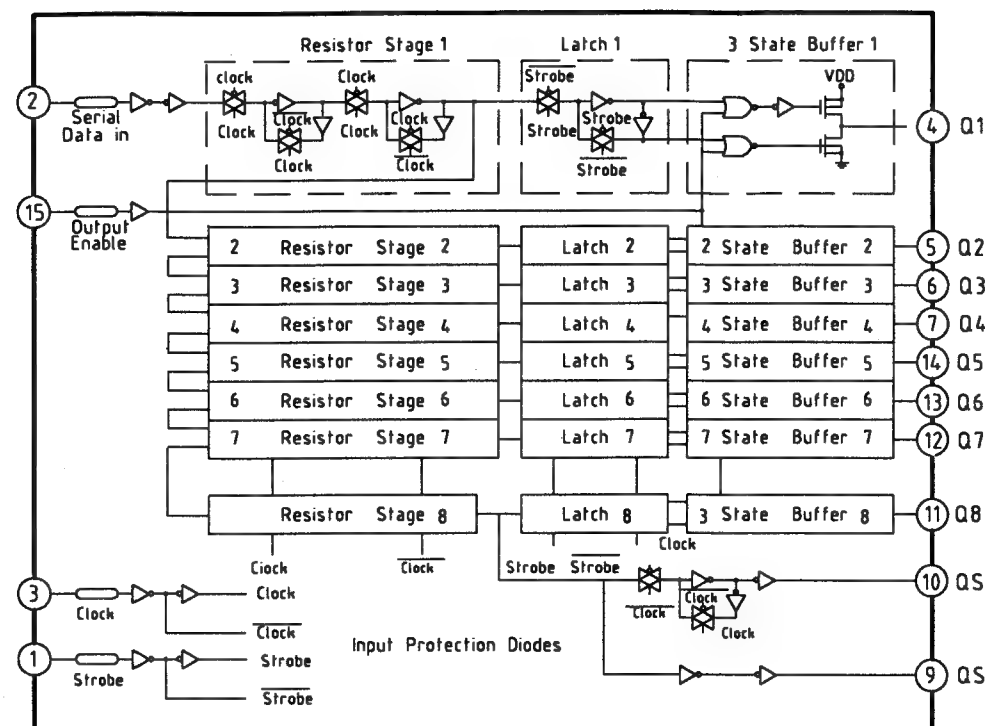 Resistor Stage 1
Latch 1
3 State Buffer 1
clock
Clock
Strobe
VDD
2
Serial
Data in
Clock
Clock
Clock
Clock
Clock
Clock
Strobe
Strobe
Strobe
4 Q1
15
Output
Enable
2 Resistor Stage 2
Latch 2
2 State Buffer 2
5 Q2
3 Resistor Stage 3
Latch 3
3 State Buffer 3
6 Q3
4 Resistor Stage 4
Latch 4
4 State Buffer 4
7 Q4
5 Resistor Stage 5
Latch 5
5 State Buffer 5
14 Q5
6 Resistor Stage 6
Latch 6
6 State Buffer 6
13 Q6
7 Resistor Stage 7
Latch 7
7 State Buffer 7
12 Q7
Resistor Stage 8
Latch 8
3 State Buffer 8
11 Q8
Clock
Clock
Strobe
Strobe
Clock
Clock
Clock
Clock
10 QS
3
Clock
Clock
Clock
Input Protection Diodes
1
Strobe
Strobe
Strobe
9 QS